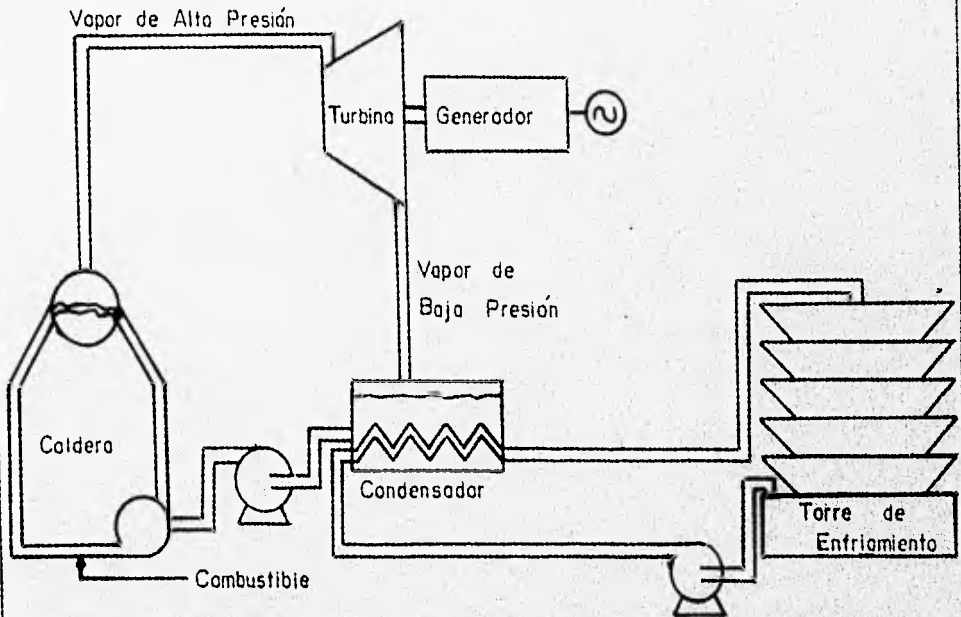 Vapor de Alta Presión
Turbina
Generador
Vapor de
Baja Presión
Caldera
Condensador
Torre de
Enfriamiento
Combustible